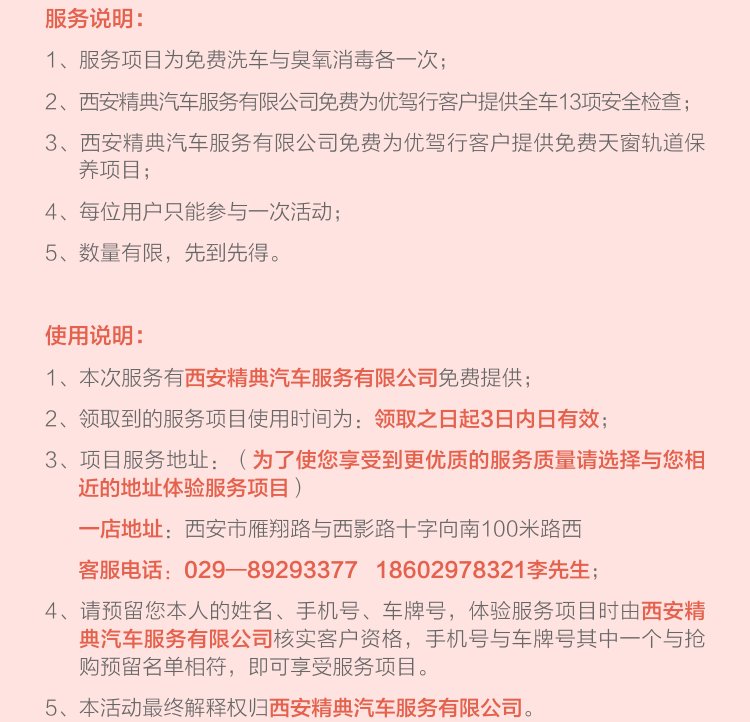 服务说明：
1、服务项目为免费洗车与臭氧消毒各一次；
2、西安精典汽车服务有限公司免费为优驾行客户提供全车13项安全检查；
3、西安精典汽车服务有限公司免费为优驾行客户提供免费天窗轨道保
养项目；
4、每位用户只能参与一次活动；
5、数量有限，先到先得。
使用说明：
1、本次服务有西安精典汽车服务有限公司免费提供；
2、领取到的服务项目使用时间为：领取之日起3日内日有效；
3、项目服务地址：（为了使您享受到更优质的服务质量请选择与您相
近的地址体验服务项目）
一店地址：西安市雁翔路与西影路十字向南100米路西
客服电话：029—89293377 18602978321李先生；
4、请预留您本人的姓名、手机号、车牌号，体验服务项目时由西安精
典汽车服务有限公司核实客户资格，手机号与车牌号其中一个与抢
购预留名单相符，即可享受服务项目。
5、本活动最终解释权归西安精典汽车服务有限公司。